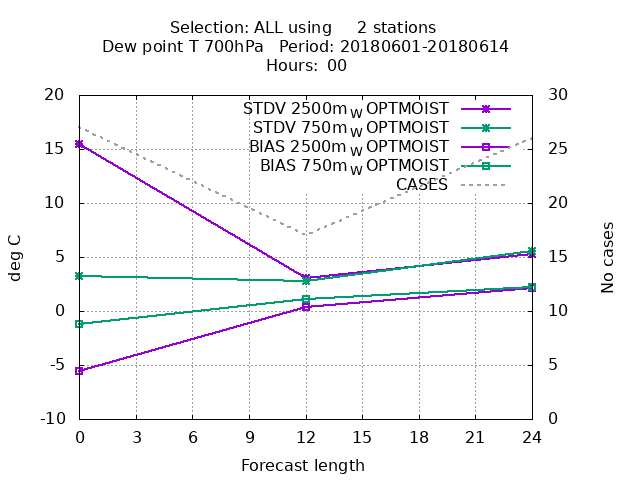 Selection: ALL using     2 stations
Dew point T 700hPa   Period: 20180601-20180614
Hours:  00
20
15
10
5
0
-5
-10
deg C
STDV 2500m_W OPTMOIST
STDV 750m_W OPTMOIST
BIAS 2500m_W OPTMOIST
BIAS 750m_W OPTMOIST
CASES
30
25
20
15
10
5
0
No cases
0 3 6 9 12 15 18 21 24
Forecast length